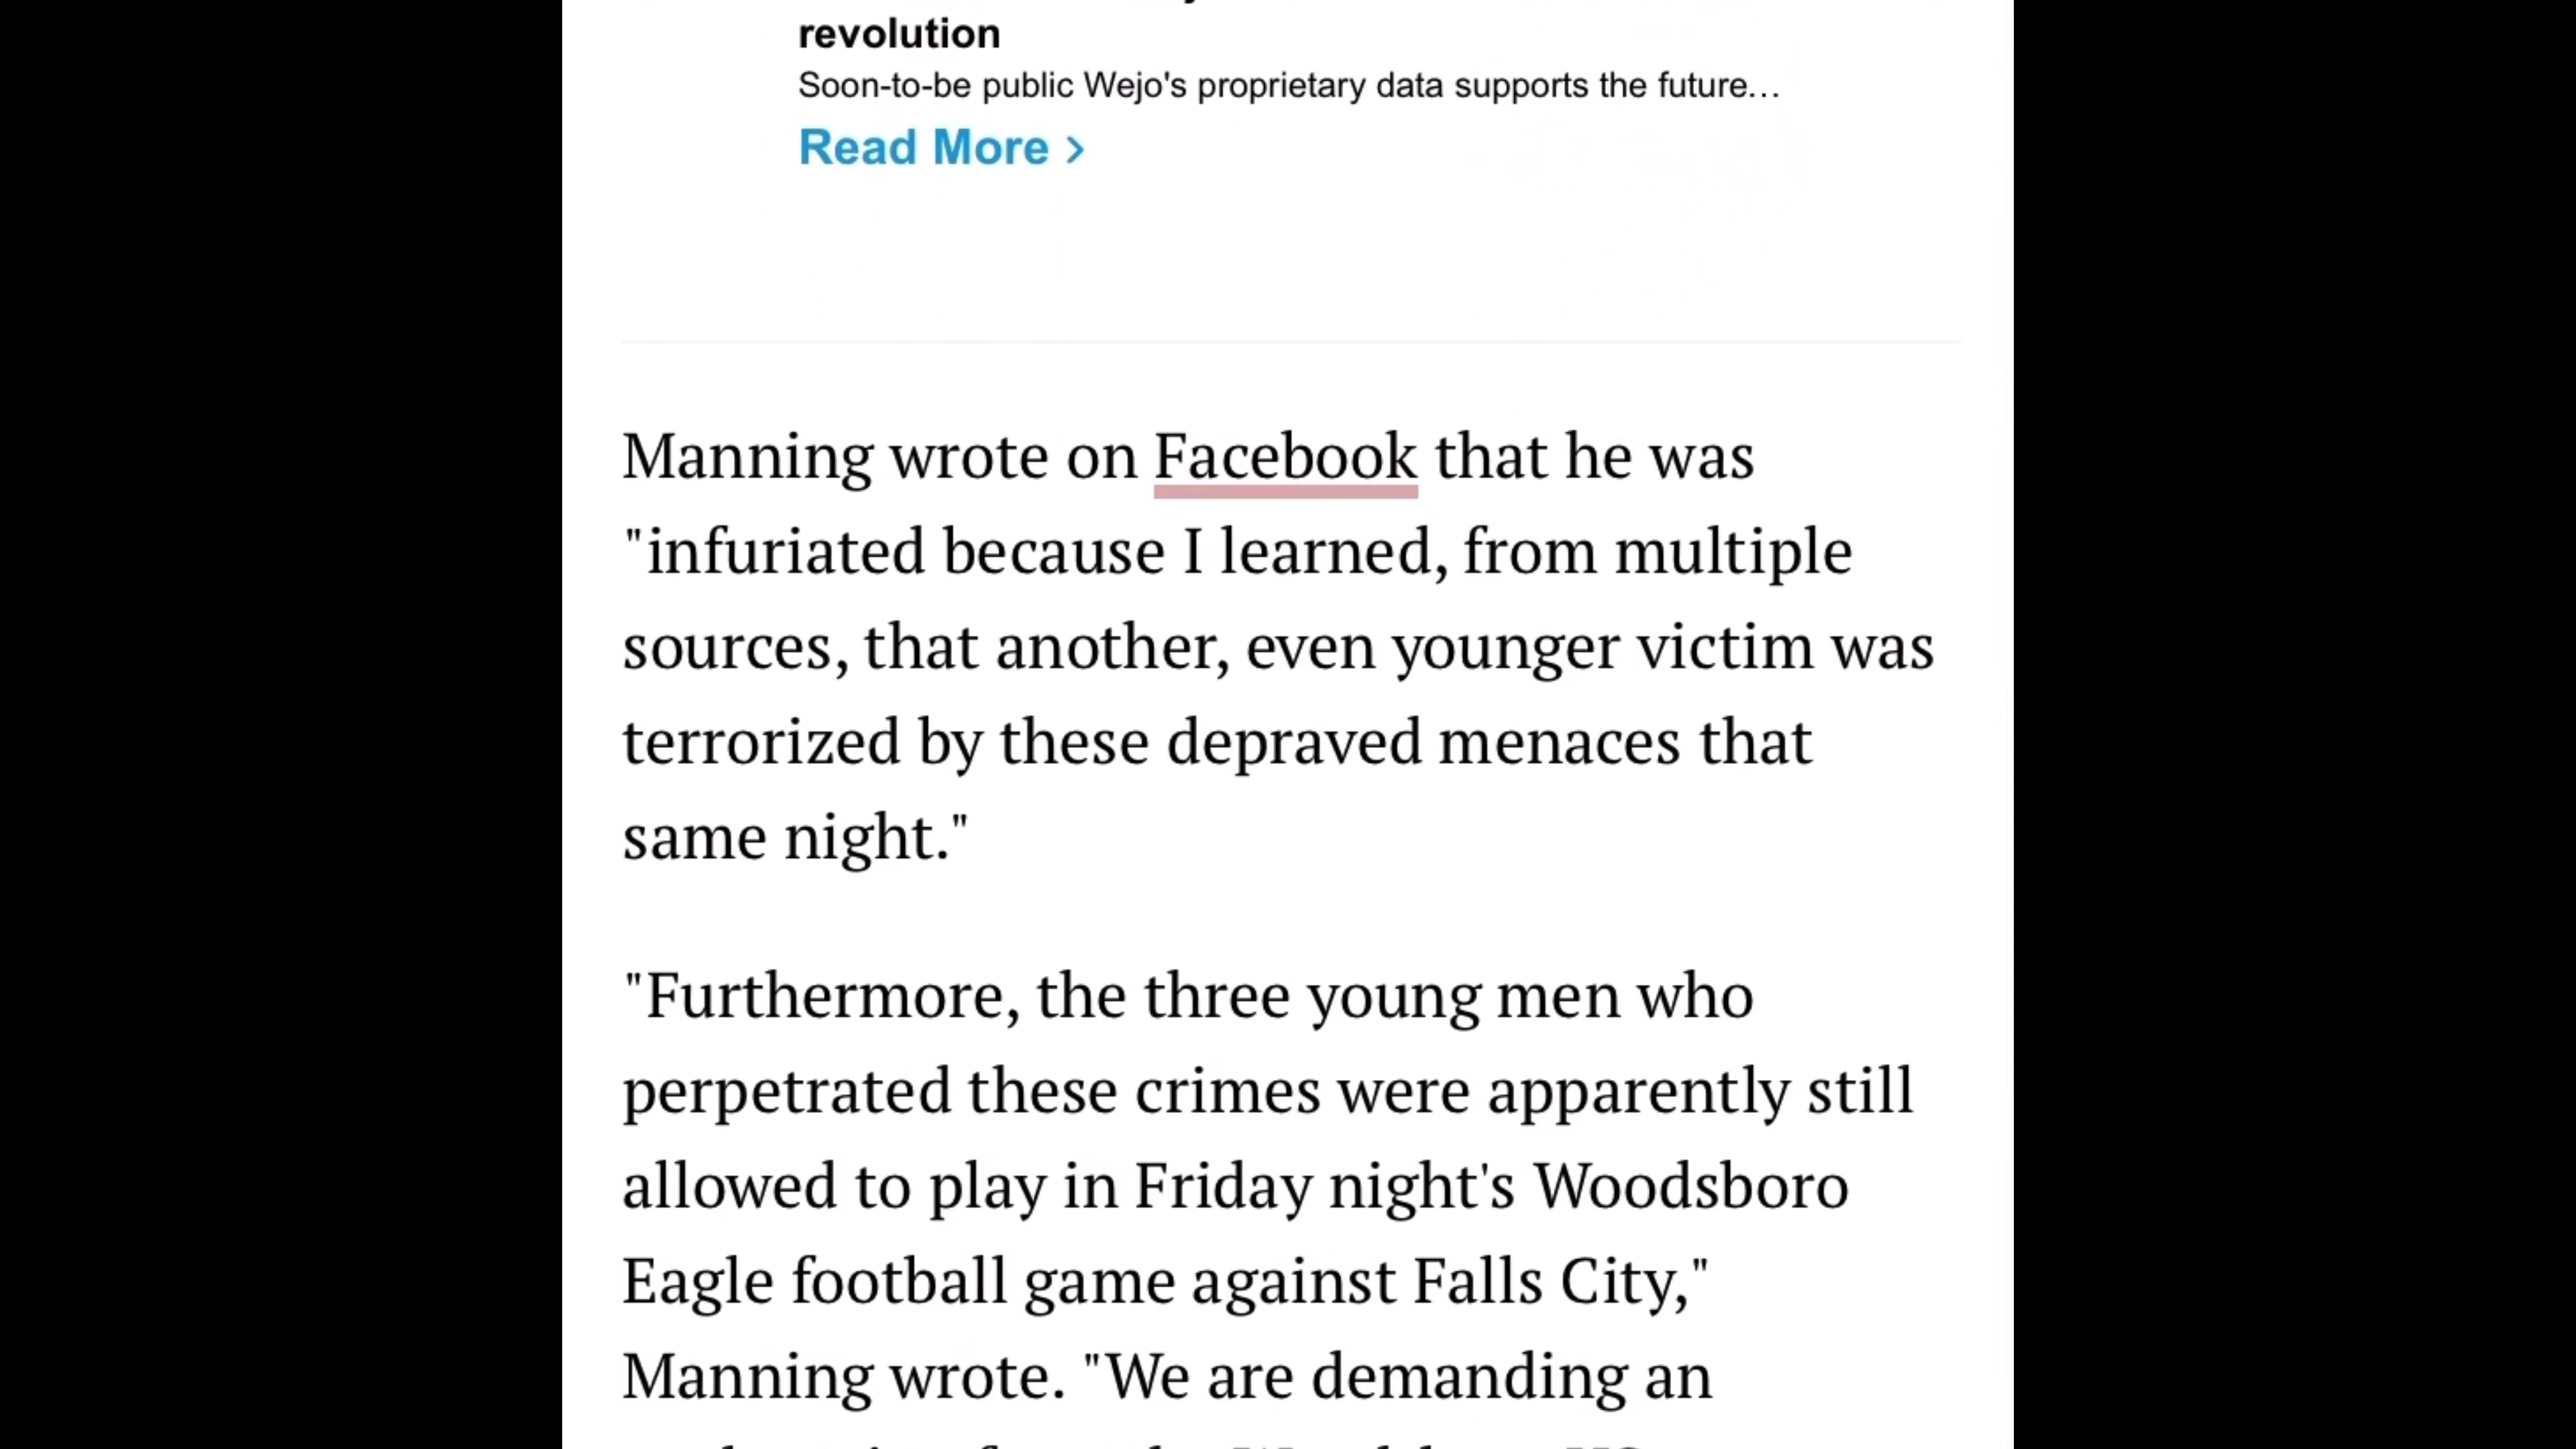 revolution
Soon-to-be public Wejo's proprietary data supports the future...
Read More >
Manning wrote on Facebook that he was
"infuriated because I learned, from multiple
sources, that another, even younger victim was
terrorized by these depraved menaces that
same night."
"Furthermore, the three young men who
perpetrated these crimes were apparently still
allowed to play in Friday night's Woodsboro
Eagle football game against Falls City,"
Manning wrote. "We are demanding an